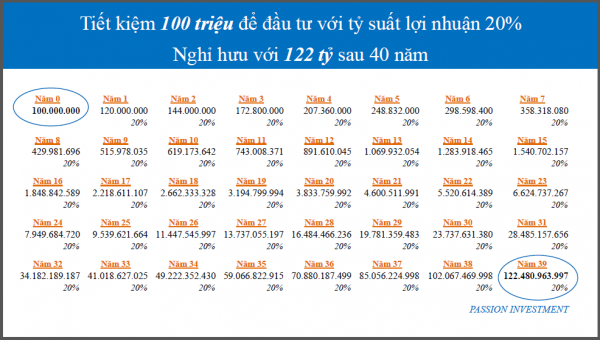 Tiết kiệm 100 triệu để đầu tư với tỷ suất lợi nhuận 20%
Nghỉ hưu với 122 tỷ sau 40 năm
Năm 0 Năm 1 Năm 2 Năm 3 Năm 4 Năm 5 Năm 6 Năm 7
100.000.000 120.000.000 144.000.000 172.800.000 207.360.000 248.832.000 298.598.400 358.318.080
20% 20% 20% 20% 20% 20% 20%
Năm 8 Năm 9 Năm 10 Năm 11 Năm 12 Năm 13 Năm 14 Năm 15
429.981.696 515.978.035 619.173.642 743.008.371 891.610.045 1.069.932.054 1.283.918.465 1.540.702.157
20% 20% 20% 20% 20% 20% 20% 20%
Năm 16 Năm 17 Năm 18 Năm 19 Năm 20 Năm 21 Năm 22 Năm 23
1.848.842.589 2.218.611.107 2.662.333.328 3.194.799.994 3.833.759.992 4.600.511.991 5.520.614.389 6.624.737.267
20% 20% 20% 20% 20% 20% 20% 20%
Năm 24 Năm 25 Năm 26 Năm 27 Năm 28 Năm 29 Năm 30 Năm 31
7.949.684.720 9.539.621.664 11.447.545.997 13.737.055.197 16.484.466.236 19.781.359.483 23.737.631.380 28.485.157.656
20% 20% 20% 20% 20% 20% 20% 20%
Năm 32 Năm 33 Năm 34 Năm 35 Năm 36 Năm 37 Năm 38 Năm 39
34.182.189.187 41.018.627.025 49.222.352.430 59.066.822.915 70.880.187.499 85.056.224.998 102.067.469.998 122.480.963.997
20% 20% 20% 20% 20% 20% 20% 20%
PASSION INVESTMENT